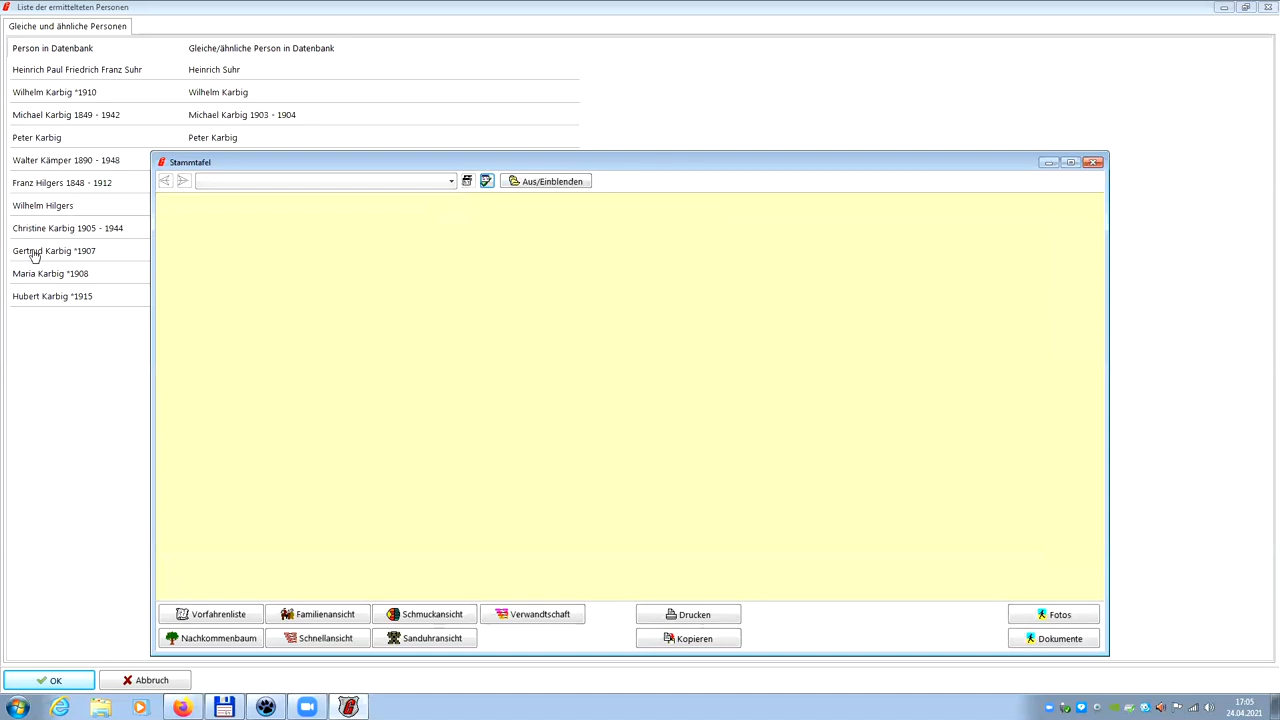 Liste der ermittelteten Personen
Gleiche und ähnliche Personen
Person in Datenbank Gleiche/ähnliche Person in Datenbank
Heinrich Paul Friedrich Franz Suhr Heinrich Suhr
Wilhelm Karbig *1910 Wilhelm Karbig
Michael Karbig 1849 - 1942 Michael Karbig 1903 - 1904
Peter Karbig Peter Karbig
Walter Kämper 1890 - 1948
Franz Hilgers 1848 - 1912
Wilhelm Hilgers
Christine Karbig 1905 - 1944
Gertrud Karbig *1907
Maria Karbig *1908
Hubert Karbig *1915
Stammtafel
Aus/Einblenden
Vorfahrenliste Familienansicht Schmuckansicht Verwandtschaft Drucken Fotos
Nachkommenbaum Schnellansicht Sanduhransicht Kopieren Dokumente
OK Abbruch
17:05
24.04.2021